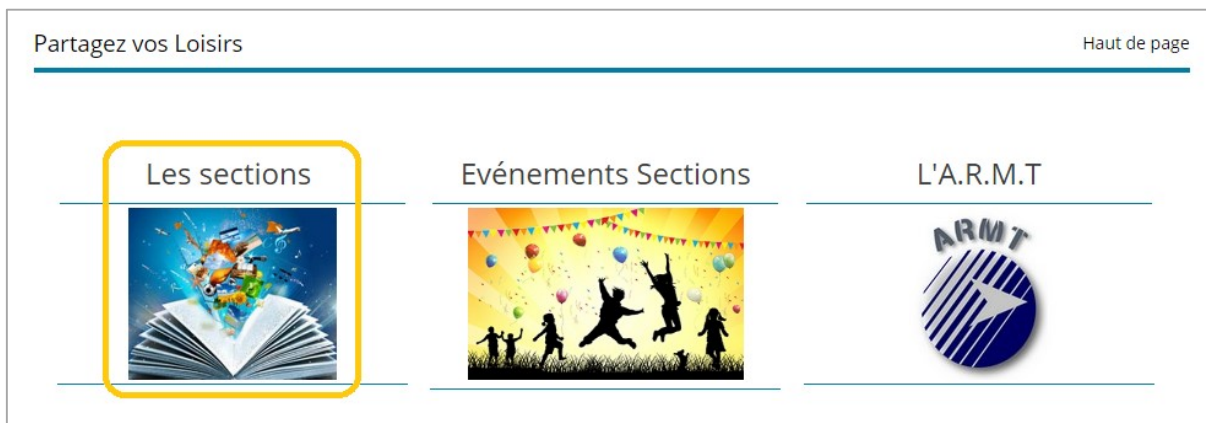 Partagez vos Loisirs
Haut de page
Les sections
Evénements Sections
L'A.R.M.T
ARMT